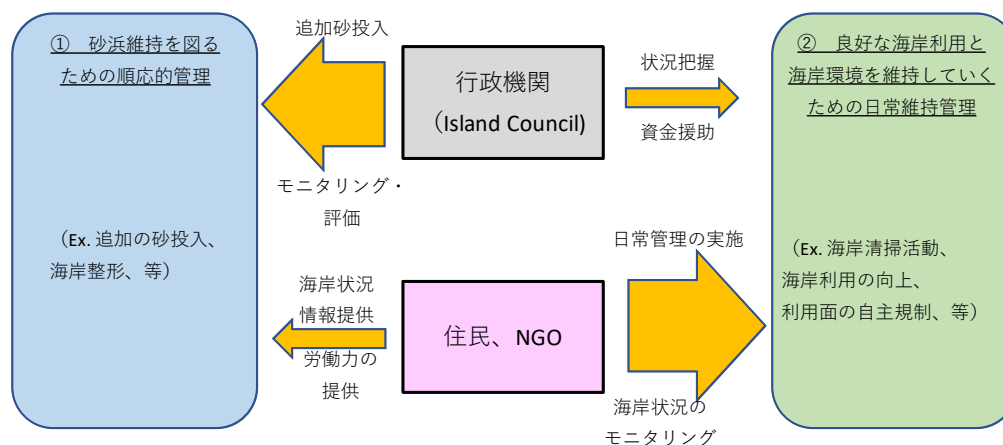 ① 砂浜維持を図る
ための順応的管理
（Ex. 追加の砂投入、
海岸整形、等）
追加砂投入
モニタリング・
評価
行政機関
（Island Council)
状況把握
資金援助
海岸状況
情報提供
労働力の
提供
住民、NGO
日常管理の実施
海岸状況の
モニタリング
② 良好な海岸利用と
海岸環境を維持していく
ための日常維持管理
（Ex. 海岸清掃活動、
海岸利用の向上、
利用面の自主規制、等）